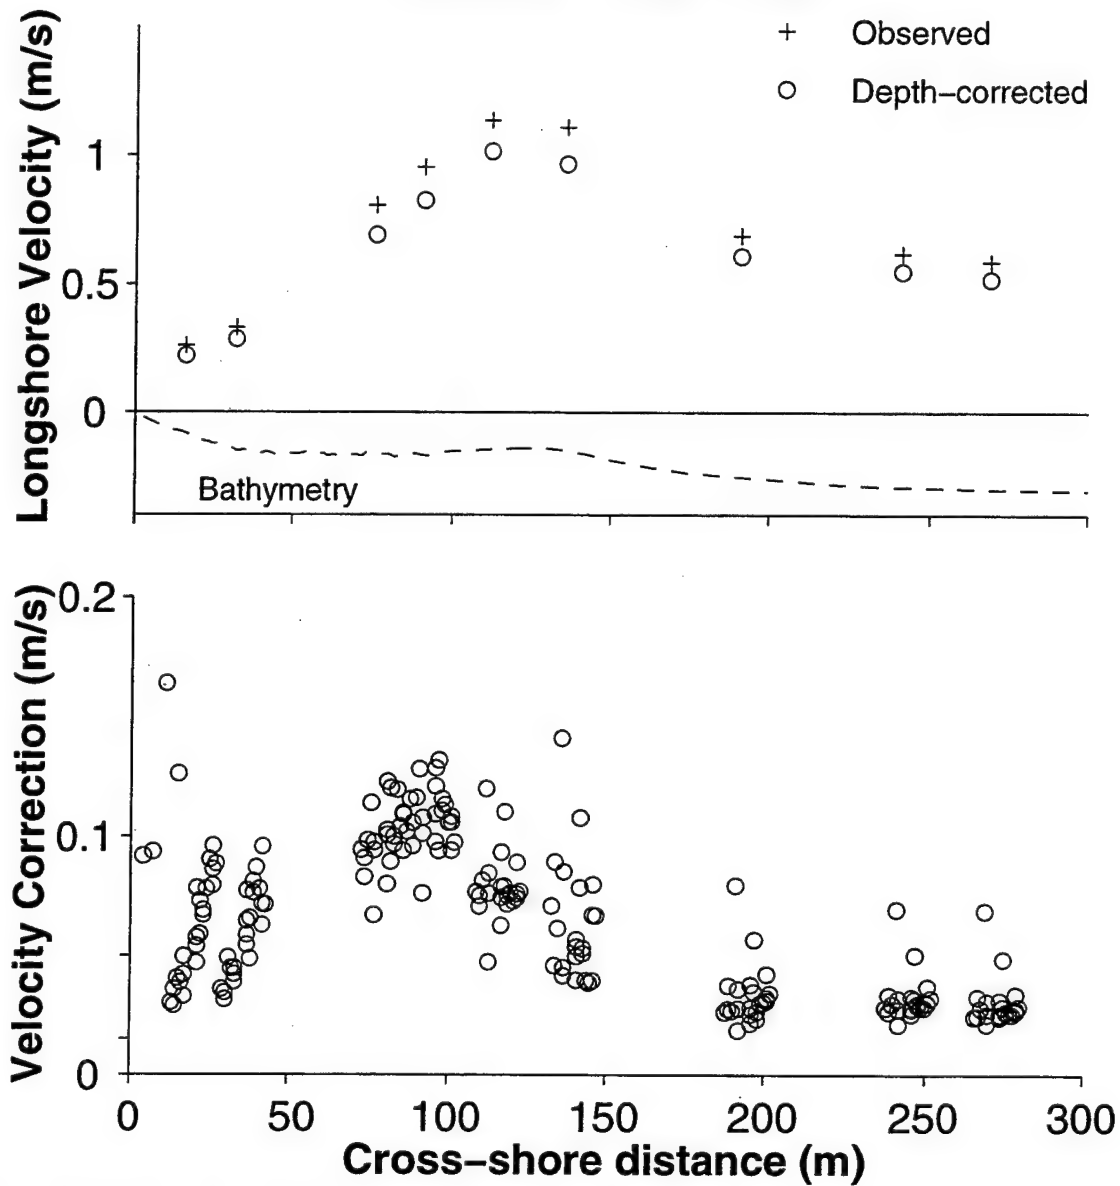 Longshore Velocity (m/s)
+ Observed
○ Depth-corrected
1
0.5
0
Bathymetry
Velocity Correction (m/s)
0.2
0.1
0
0 50 100 150 200 250 300
Cross-shore distance (m)